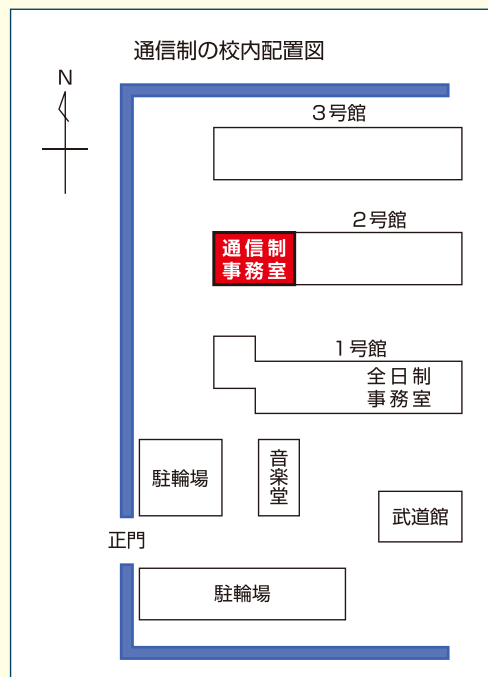 通信制の校内配置図
N
３号館
２号館
通信制
事務室
１号館
全日制
事務室
駐輪場
音楽堂
武道館
正門
駐輪場